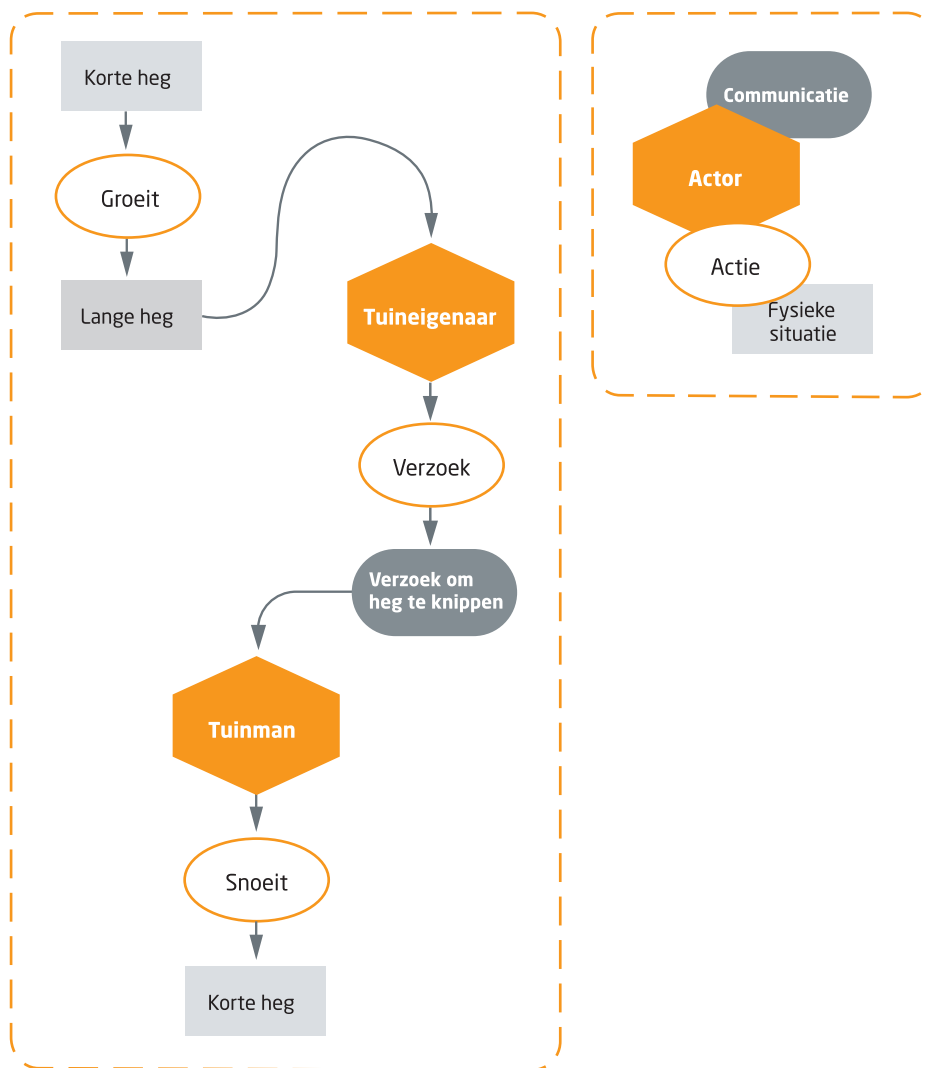 Korte heg
Groeit
Lange heg
Tuineigenaar
Verzoek
Verzoek om
heg te knippen
Tuinman
Snoeit
Korte heg
Communicatie
Actor
Actie
Fysieke
situatie